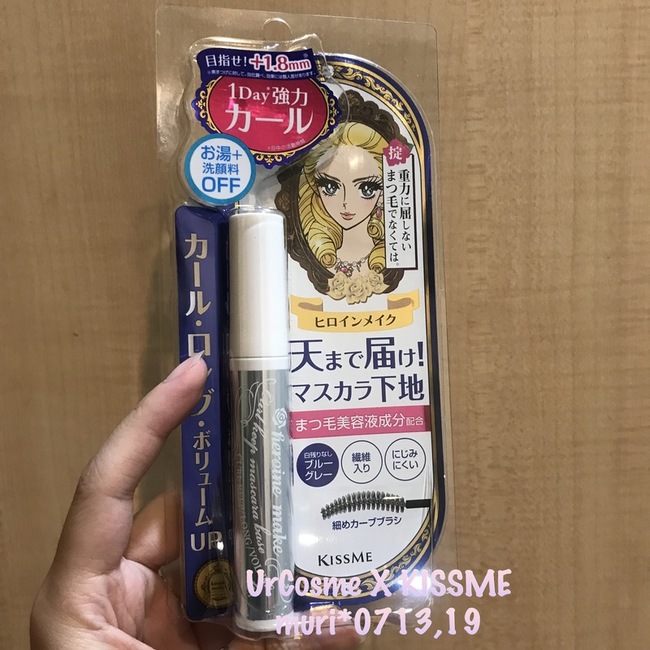 目指せ!+1.8mm
1Day強力
カール
お湯+
洗顔料
OFF
掟
重力に屈しない
まつ毛でなくては。
ヒロインメイク
天まで届け!
マスカラ下地
まつ毛美容液成分配合
白残りなし
ブルー
グレー
繊維
入り
にじみ
にくい
細めカーブブラシ
KISSME
カール・ロング・ボリューム
UP
heroine make
Curl keep mascara base
UrCosme X KISSME
muri*0713,19